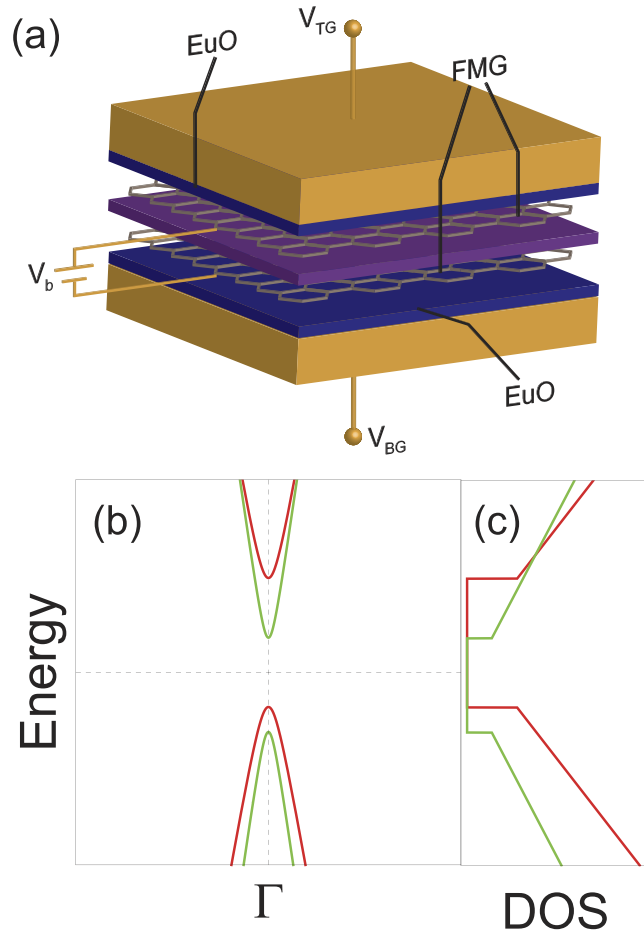 (a)
V_TG
EuO
FMG
V_b
EuO
V_BG
(b)
(c)
Energy
Γ
DOS